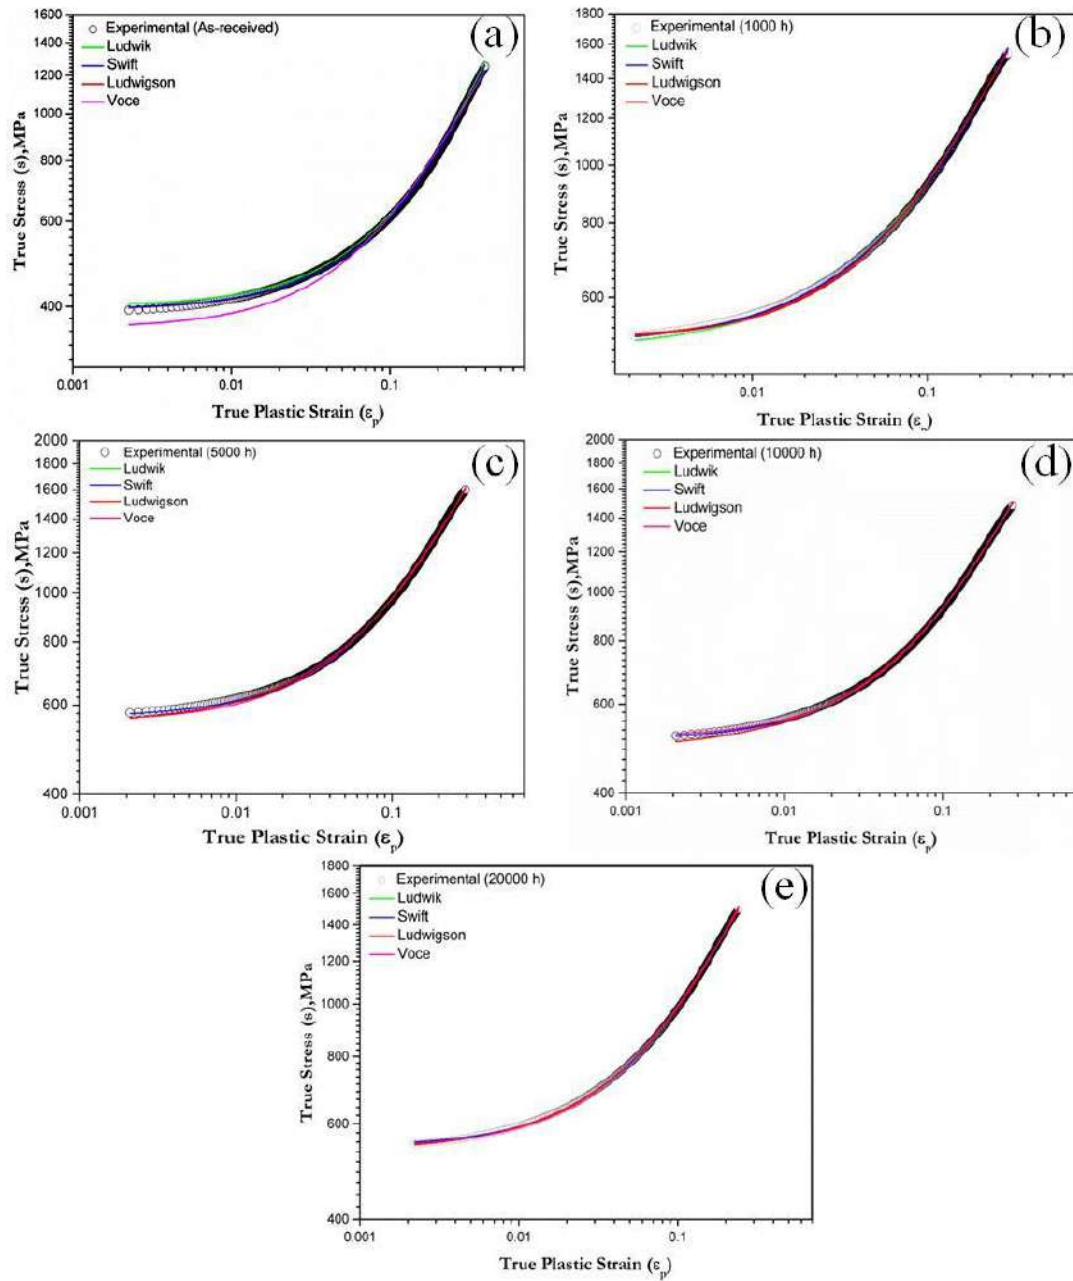 (a)
Experimental (As-received)
Ludwik
Swift
Ludwigson
Voce
1600
1400
1200
1000
800
600
400
0.001
0.01
0.1
True Stress (s),MPa
True Plastic Strain (εp)
(b)
Experimental (1000 h)
Ludwik
Swift
Ludwigson
Voce
1800
1600
1400
1200
1000
800
600
0.01
0.1
True Stress (s),MPa
True Plastic Strain
(c)
Experimental (5000 h)
Ludwik
Swift
Ludwigson
Voce
2000
1800
1600
1400
1200
1000
800
600
400
0.001
0.01
0.1
True Stress (s),MPa
True Plastic Strain (εp)
(d)
Experimental (10000 h)
Ludwik
Swift
Ludwigson
Voce
2000
1800
1600
1400
1200
1000
800
600
400
0.001
0.01
0.1
True Stress (s),MPa
True Plastic Strain (εp)
(e)
Experimental (20000 h)
Ludwik
Swift
Ludwigson
Voce
1800
1600
1400
1200
1000
800
600
400
0.001
0.01
0.1
True Stress (s),MPa
True Plastic Strain (εp)